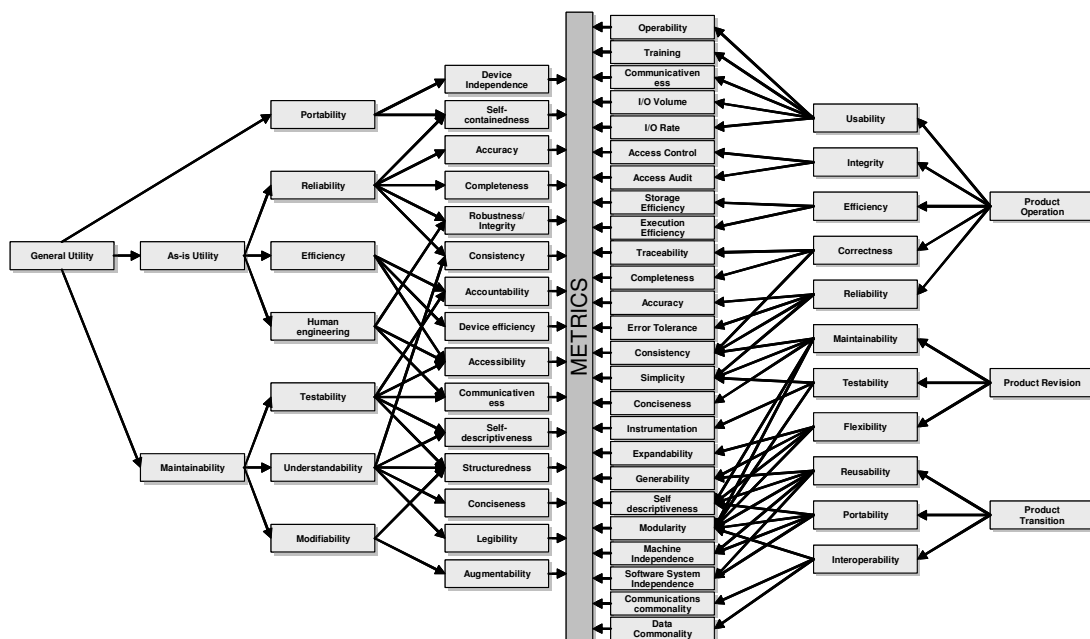 General Utility
As-is Utility
Maintainability
Portability
Reliability
Efficiency
Human
engineering
Testability
Understandability
Modifiability
Device
Independence
Self-
containedness
Accuracy
Completeness
Robustness/
Integrity
Consistency
Accountability
Device efficiency
Accessibility
Communicativen
ess
Self-
descriptiveness
Structuredness
Conciseness
Legibility
Augmentability
METRICS
Operability
Training
Communicativen
ess
I/O Volume
I/O Rate
Access Control
Access Audit
Storage
Efficiency
Execution
Efficiency
Traceability
Completeness
Accuracy
Error Tolerance
Consistency
Simplicity
Conciseness
Instrumentation
Expandability
Generability
Self
descriptiveness
Modularity
Machine
Independence
Software System
Independence
Communications
commonality
Data
Commonality
Usability
Integrity
Efficiency
Correctness
Reliability
Maintainability
Testability
Flexibility
Reusability
Portability
Interoperability
Product
Operation
Product Revision
Product
Transition